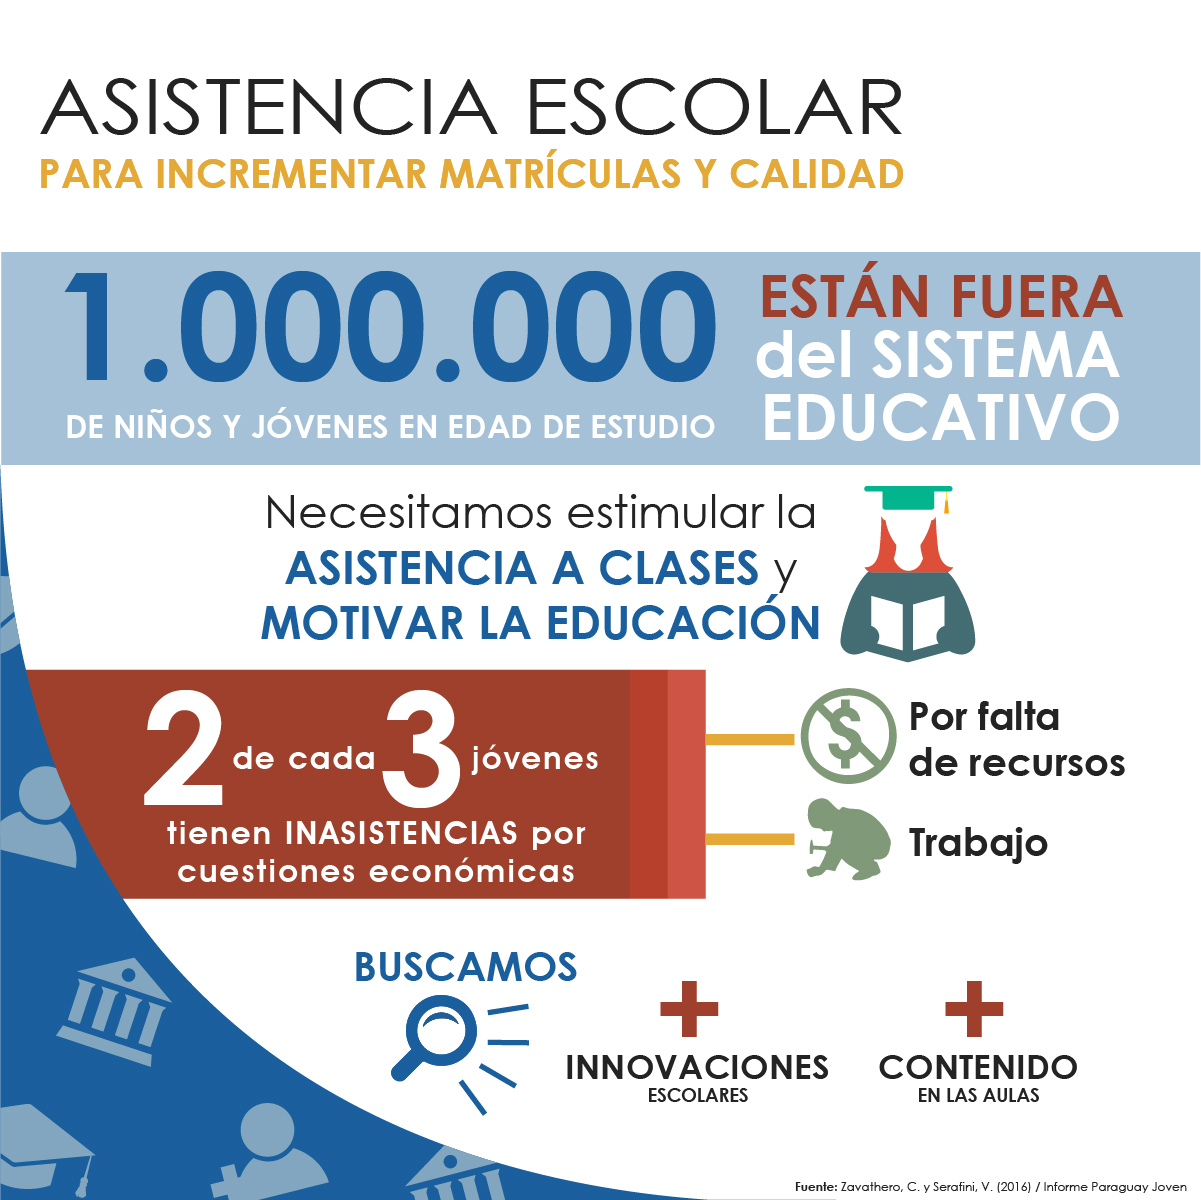 ASISTENCIA ESCOLAR
PARA INCREMENTAR MATRÍCULAS Y CALIDAD
1.000.000
DE NIÑOS Y JÓVENES EN EDAD DE ESTUDIO
ESTÁN FUERA
del SISTEMA
EDUCATIVO
Necesitamos estimular la
ASISTENCIA A CLASES y
MOTIVAR LA EDUCACIÓN
2 de cada 3 jóvenes
tienen INASISTENCIAS por
cuestiones económicas
$
Por falta
de recursos
Trabajo
BUSCAMOS
+
INNOVACIONES
ESCOLARES
+
CONTENIDO
EN LAS AULAS
Fuente: Zavathero, C. y Serafini, V. (2016) / Informe Paraguay Joven